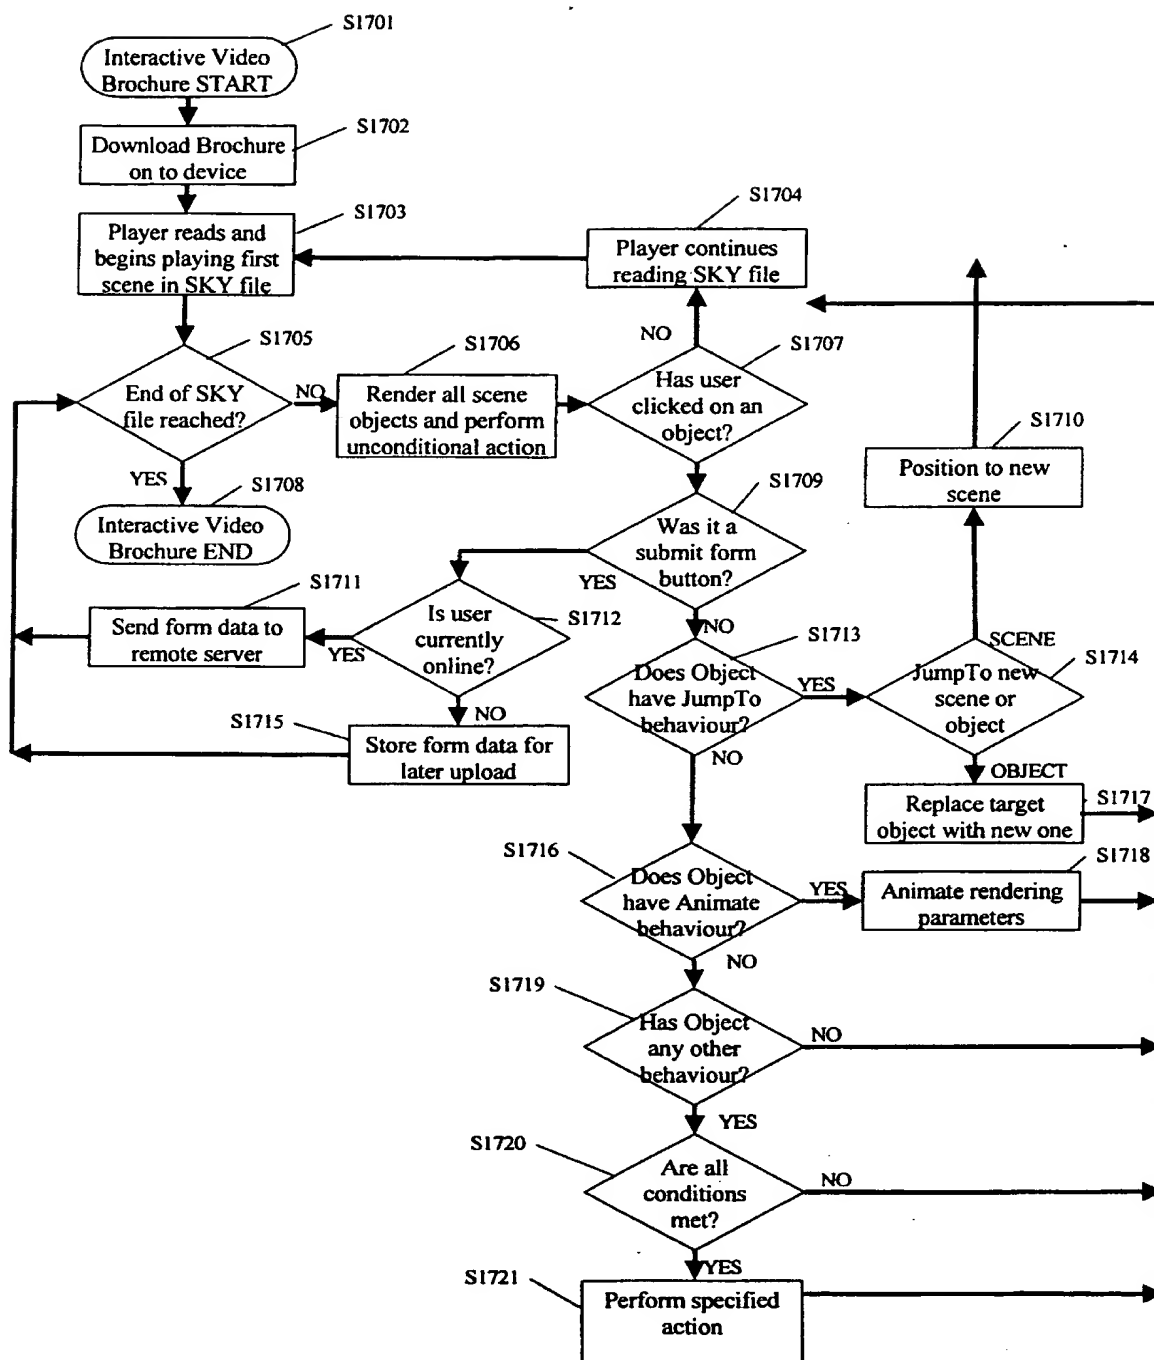 S1701
Interactive Video
Brochure START
S1702
Download Brochure
on to device
S1703
Player reads and
begins playing first
scene in SKY file
S1704
Player continues
reading SKY file
S1705
End of SKY
file reached?
NO
YES
S1706
Render all scene
objects and perform
unconditional action
NO
S1707
Has user
clicked on an
object?
S1708
Interactive Video
Brochure END
S1709
Was it a
submit form
button?
YES
NO
S1710
Position to new
scene
S1711
Send form data to
remote server
S1712
Is user
currently
online?
YES
NO
S1713
Does Object
have JumpTo
behaviour?
YES
NO
SCENE
S1714
JumpTo new
scene or
object
OBJECT
S1715
Store form data for
later upload
S1716
Does Object
have Animate
behaviour?
YES
NO
S1717
Replace target
object with new one
S1718
Animate rendering
parameters
S1719
Has Object
any other
behaviour?
NO
YES
S1720
Are all
conditions
met?
NO
YES
S1721
Perform specified
action